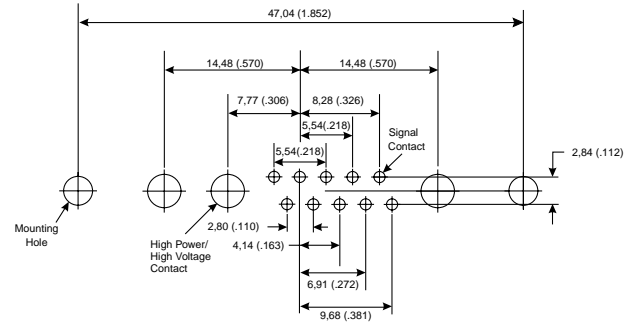 47,04 (1.852)
14,48 (.570)
14,48 (.570)
7,77 (.306)
8,28 (.326)
5,54(.218)
Signal
Contact
5,54(.218)
2,84 (.112)
Mounting
Hole
High Power/
High Voltage
Contact
2,80 (.110)
4,14 (.163)
6,91 (.272)
9,68 (.381)